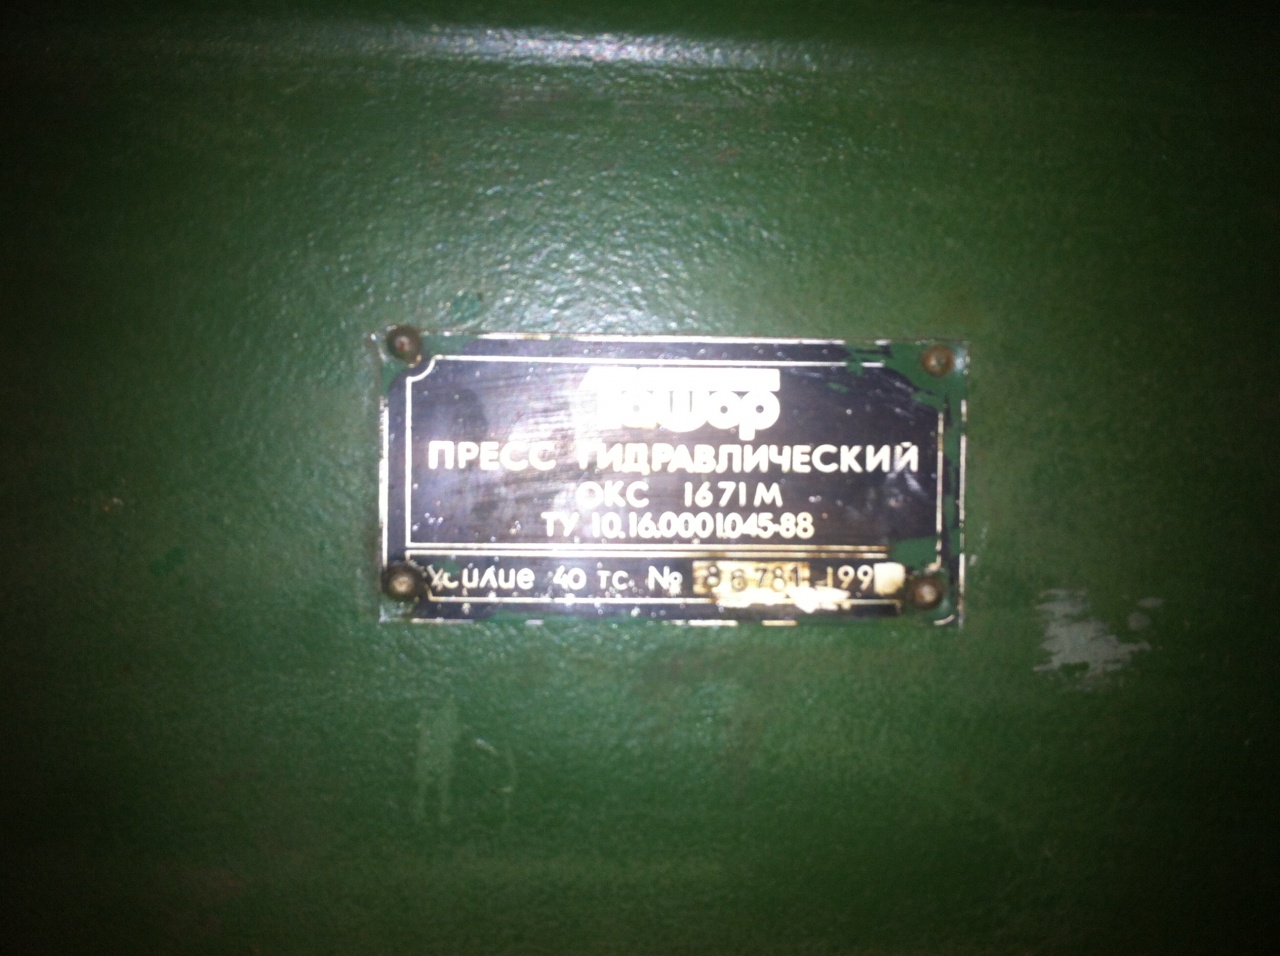 ПРЕСС ГИДРАВЛИЧЕСКИЙ
ОКС 1671М
ТУ 10.16.0001.045-88
Усилие 40 тс. №